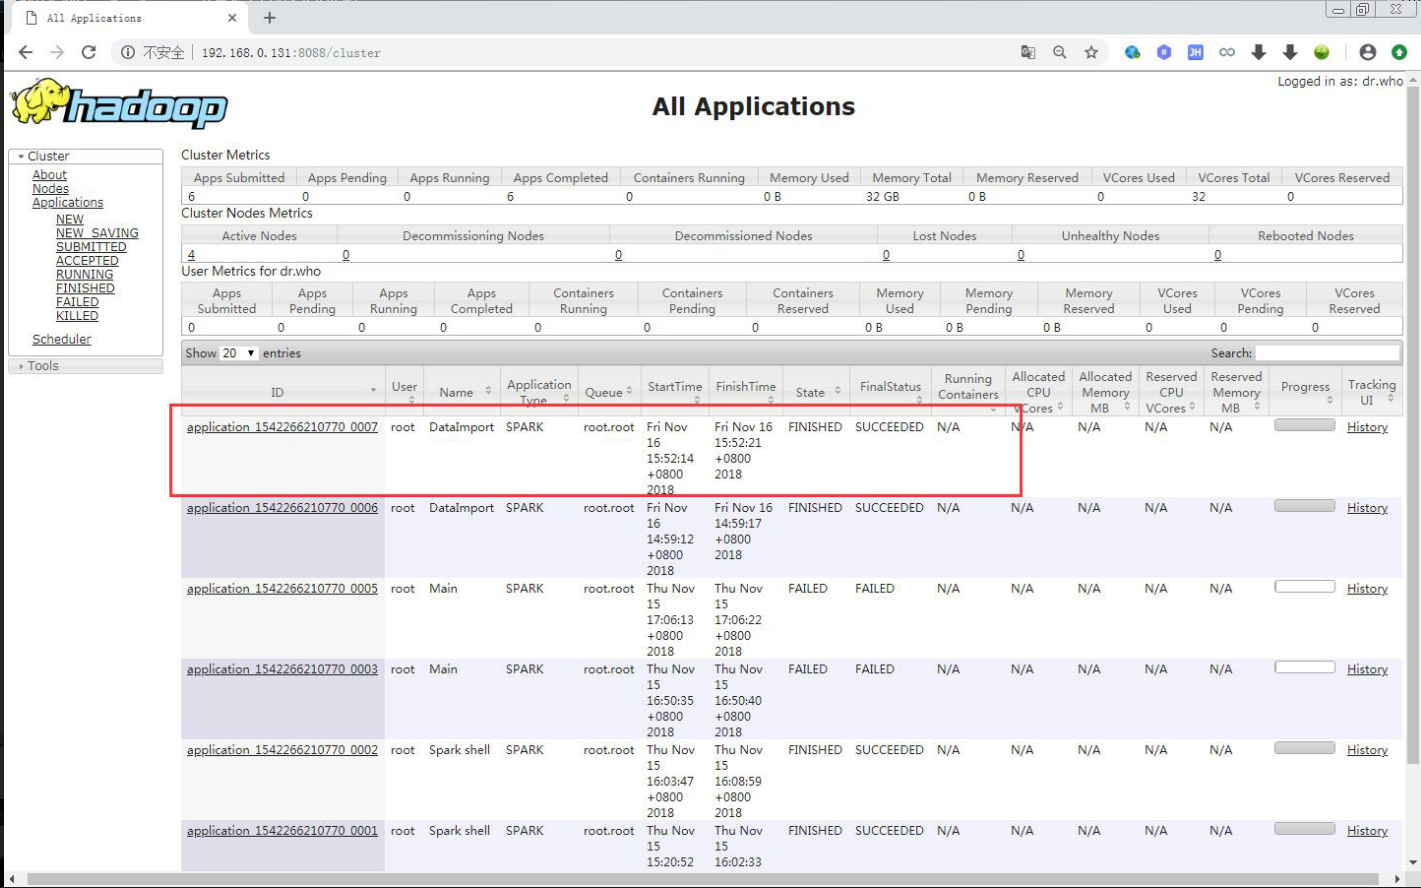 All Applications
不安全 | 192.168.0.131:8088/cluster
Logged in as: dr.who
hadoop
All Applications
Cluster
About
Nodes
Applications
NEW
NEW_SAVING
SUBMITTED
ACCEPTED
RUNNING
FINISHED
FAILED
KILLED
Scheduler
Tools
Cluster Metrics
Apps Submitted Apps Pending Apps Running Apps Completed Containers Running Memory Used Memory Total Memory Reserved VCores Used VCores Total VCores Reserved
6 0 0 6 0 0 B 32 GB 0 B 0 32 0
Cluster Nodes Metrics
Active Nodes Decommissioning Nodes Decommissioned Nodes Lost Nodes Unhealthy Nodes Rebooted Nodes
4 0 0 0 0 0
User Metrics for dr.who
Apps Apps Apps Apps Containers Containers Containers Memory Memory Memory VCores VCores VCores
Submitted Pending Running Completed Running Pending Reserved Used Pending Reserved Used Pending Reserved
0 0 0 0 0 0 0 0 B 0 B 0 B 0 0 0
Show 20 entries Search:
ID User Name Application Type Queue StartTime FinishTime State FinalStatus Running Containers Allocated CPU VCores Allocated Memory MB Reserved CPU VCores Reserved Memory MB Progress Tracking UI
application_1542266210770_0007 root DataImport SPARK root.root Fri Nov Fri Nov 16 FINISHED SUCCEEDED N/A N/A N/A N/A N/A History
16 15:52:21
15:52:14 +0800
+0800 2018
2018
application_1542266210770_0006 root DataImport SPARK root.root Fri Nov Fri Nov 16 FINISHED SUCCEEDED N/A N/A N/A N/A N/A History
16 14:59:17
14:59:12 +0800
+0800 2018
2018
application_1542266210770_0005 root Main SPARK root.root Thu Nov Thu Nov FAILED FAILED N/A N/A N/A N/A N/A History
15 15
17:06:13 17:06:22
+0800 +0800
2018 2018
application_1542266210770_0003 root Main SPARK root.root Thu Nov Thu Nov FAILED FAILED N/A N/A N/A N/A N/A History
15 15
16:50:35 16:50:40
+0800 +0800
2018 2018
application_1542266210770_0002 root Spark shell SPARK root.root Thu Nov Thu Nov FINISHED SUCCEEDED N/A N/A N/A N/A N/A History
15 15
16:03:47 16:08:59
+0800 +0800
2018 2018
application_1542266210770_0001 root Spark shell SPARK root.root Thu Nov Thu Nov FINISHED SUCCEEDED N/A N/A N/A N/A N/A History
15 15
15:20:52 16:02:33